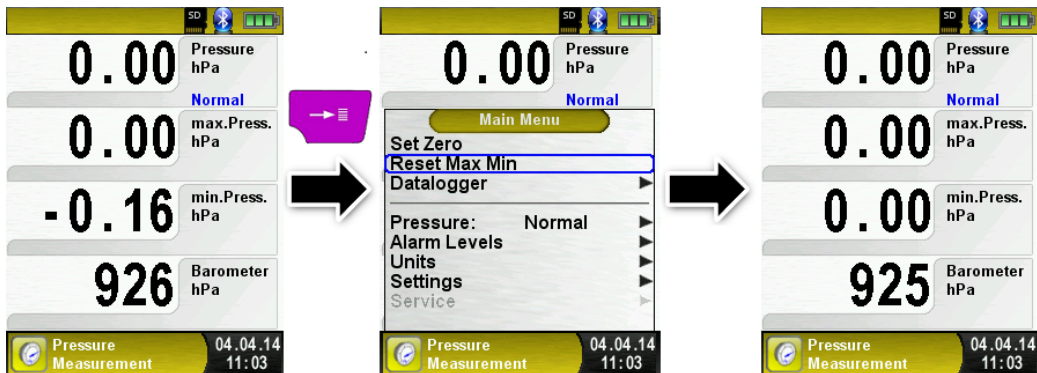 SD
0.00 Pressure
hPa
Normal
0.00 max.Press.
hPa
-0.16 min.Press.
hPa
926 Barometer
hPa
Pressure 04.04.14
Measurement 11:03
SD
0.00 Pressure
hPa
Normal
Main Menu
Set Zero
Reset Max Min
Datalogger
Pressure: Normal
Alarm Levels
Units
Settings
Service
Pressure 04.04.14
Measurement 11:03
SD
0.00 Pressure
hPa
Normal
0.00 max.Press.
hPa
0.00 min.Press.
hPa
925 Barometer
hPa
Pressure 04.04.14
Measurement 11:03